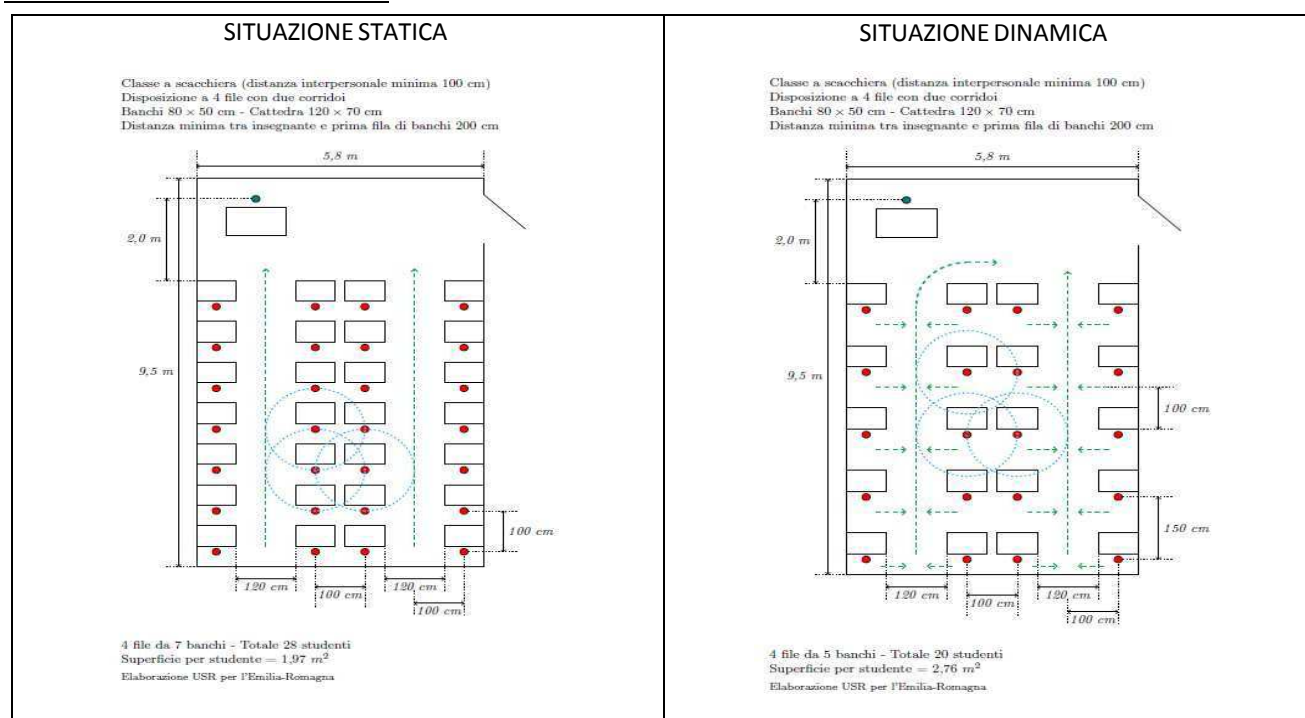 SITUAZIONE STATICA
Classe a scacchiera (distanza interpersonale minima 100 cm)
Disposizione a 4 file con due corridoi
Banchi 80 × 50 cm - Cattedra 120 × 70 cm
Distanza minima tra insegnante e prima fila di banchi 200 cm
5,8 m
2,0 m
9,5 m
100 cm
120 cm
120 cm
100 cm
100 cm
4 file da 7 banchi - Totale 28 studenti
Superficie per studente = 1,97 m²
Elaborazione USR per l'Emilia-Romagna
SITUAZIONE DINAMICA
Classe a scacchiera (distanza interpersonale minima 100 cm)
Disposizione a 4 file con due corridoi
Banchi 80 × 50 cm - Cattedra 120 × 70 cm
Distanza minima tra insegnante e prima fila di banchi 200 cm
5,8 m
2,0 m
9,5 m
100 cm
150 cm
120 cm
120 cm
100 cm
100 cm
4 file da 5 banchi - Totale 20 studenti
Superficie per studente = 2,76 m²
Elaborazione USR per l'Emilia-Romagna